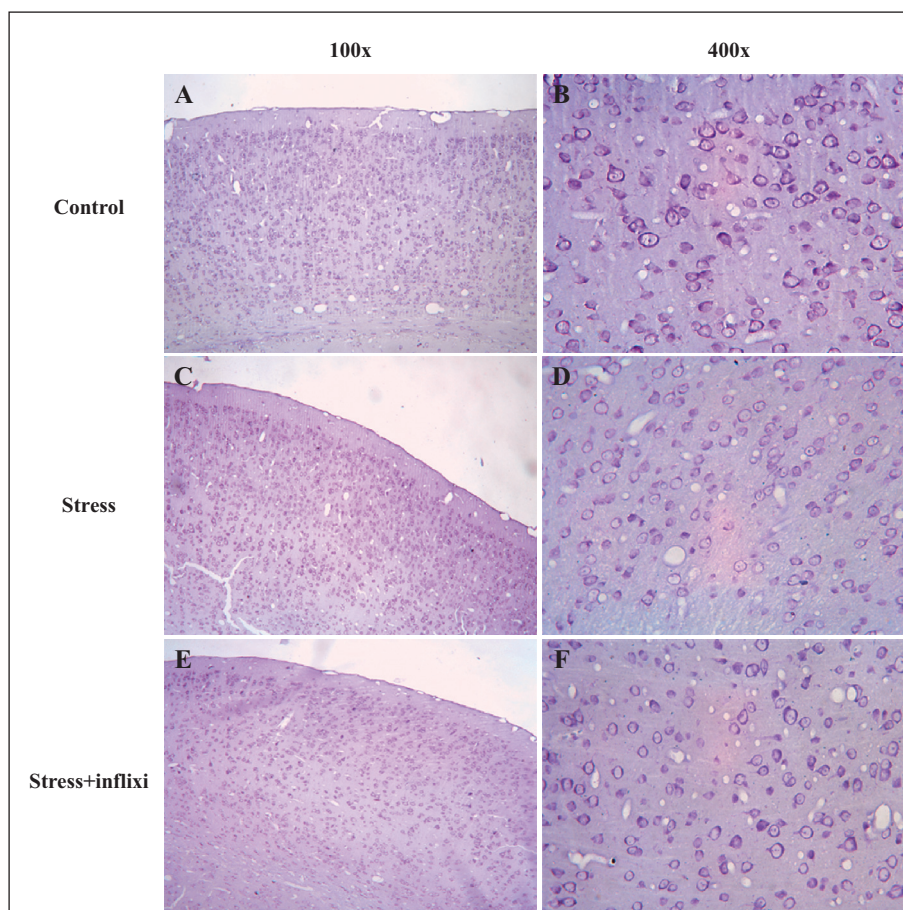 100x 400x
A B
Control
C D
Stress
E F
Stress+inflixi